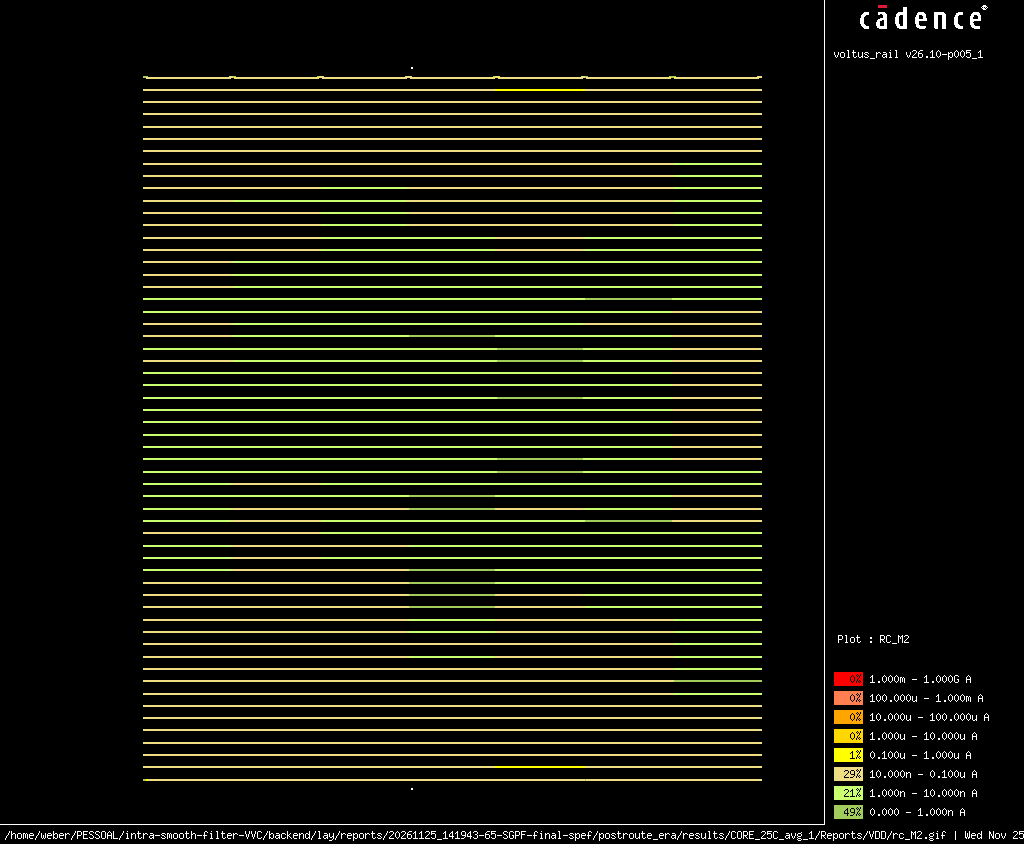 cādence®
voltus_rail v26.10-p005_1
Plot : RC_M2
0% 1.000m - 1.000G A
0% 100.000u - 1.000m A
0% 10.000u - 100.000u A
0% 1.000u - 10.000u A
1% 0.100u - 1.000u A
29% 10.000n - 0.100u A
21% 1.000n - 10.000n A
49% 0.000 - 1.000n A
/home/weber/PESSOAL/intra-smooth-filter-VVC/backend/lay/reports/20261125_141943-65-SGPF-final-spef/postroute_era/results/CORE_25C_avg_1/Reports/VDD/rc_M2.gif | Wed Nov 25